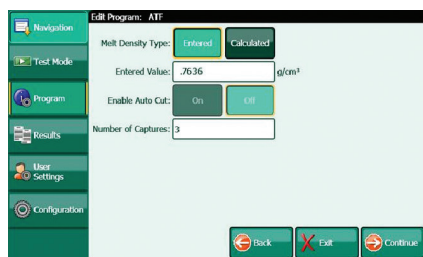 Edit Program: ATF
Navigation
Test Mode
Program
Results
User
Settings
Configuration
Melt Density Type: Entered Calculated
Entered Value: .7636 g/cm³
Enable Auto Cut: On Off
Number of Captures: 3
Back Exit Continue